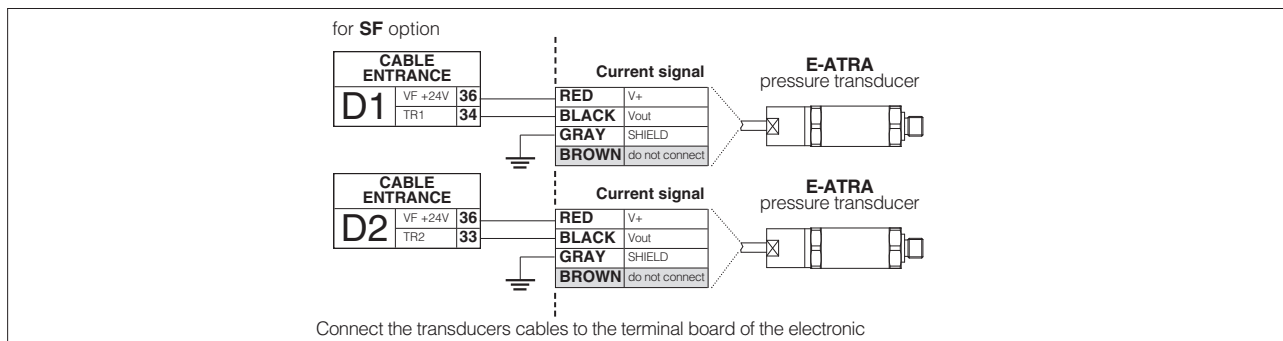 for SF option
CABLE ENTRANCE
D1
VF +24V 36
TR1 34
Current signal
RED V+
BLACK Vout
GRAY SHIELD
BROWN do not connect
E-ATRA
pressure transducer
CABLE ENTRANCE
D2
VF +24V 36
TR2 33
Current signal
RED V+
BLACK Vout
GRAY SHIELD
BROWN do not connect
E-ATRA
pressure transducer
Connect the transducers cables to the terminal board of the electronic